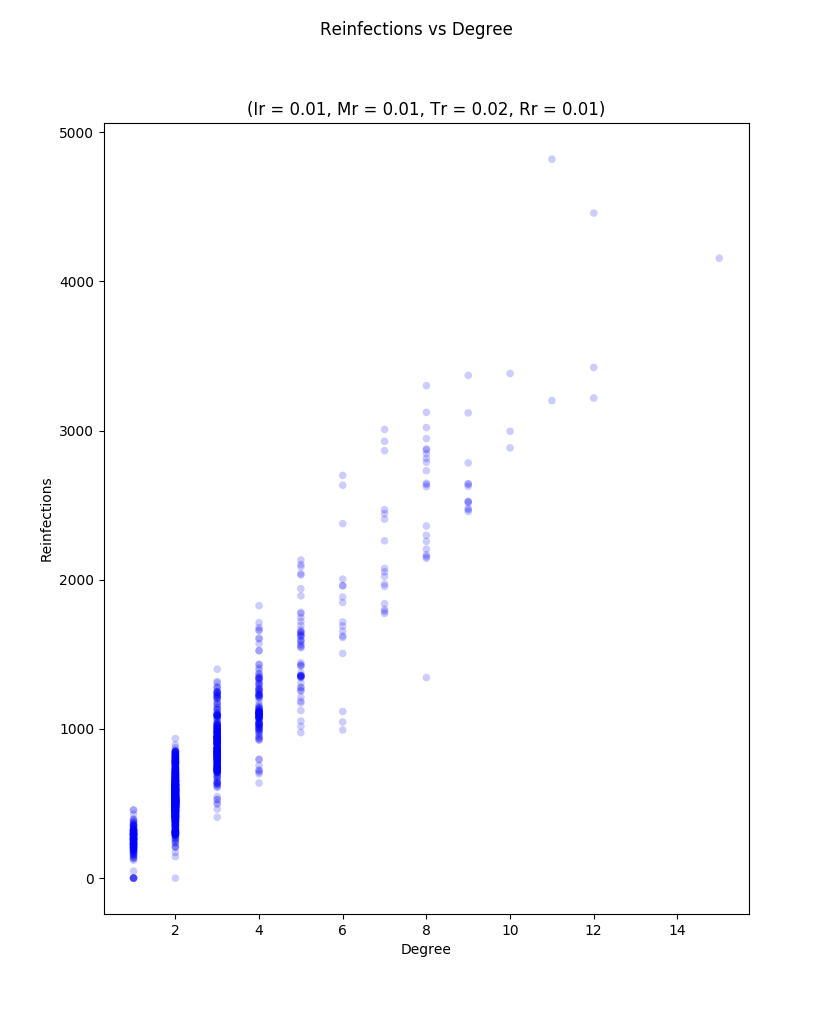 Reinfections vs Degree
(Ir = 0.01, Mr = 0.01, Tr = 0.02, Rr = 0.01)
5000
4000
3000
2000
1000
0
Reinfections
2 4 6 8 10 12 14
Degree